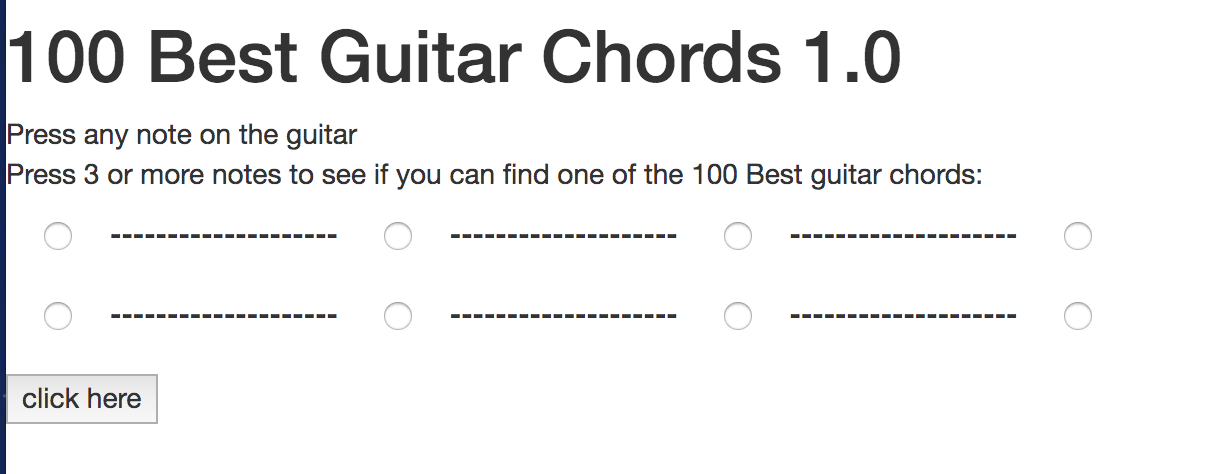 100 Best Guitar Chords 1.0
Press any note on the guitar
Press 3 or more notes to see if you can find one of the 100 Best guitar chords:
-------------------- -------------------- --------------------
-------------------- -------------------- --------------------
click here